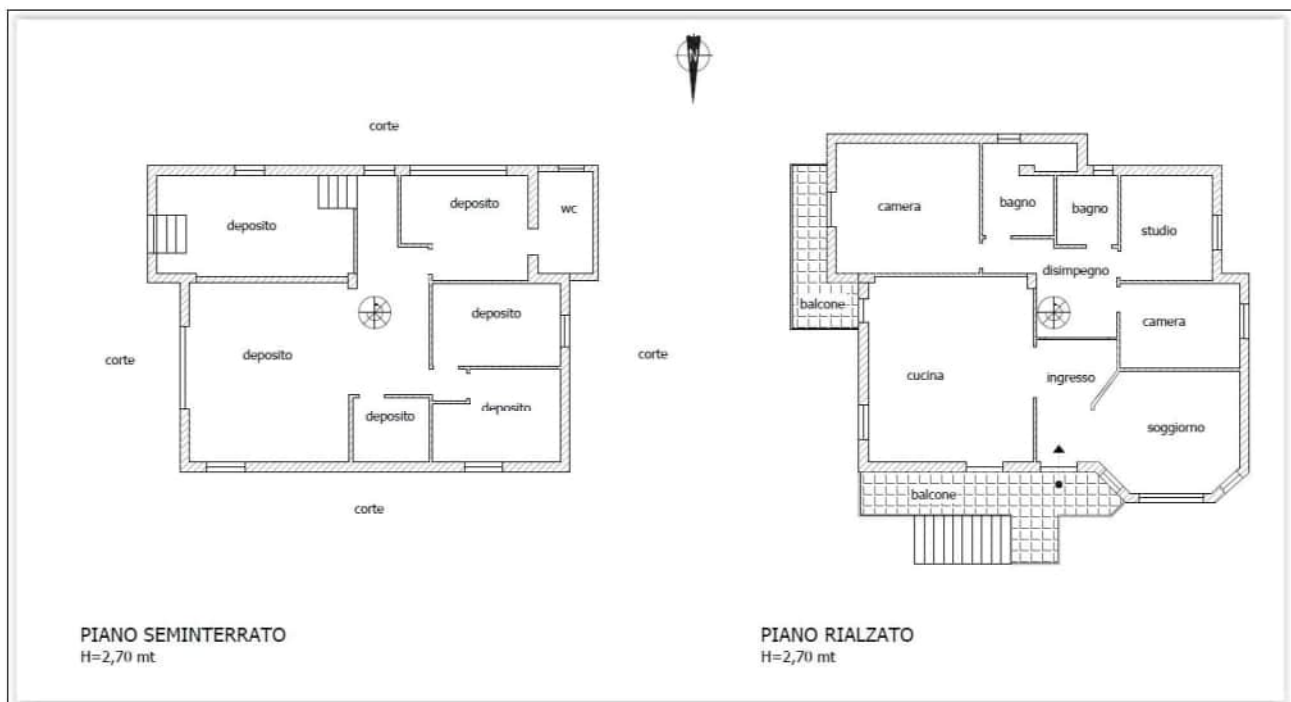 N
corte
deposito
deposito
wc
deposito
deposito
deposito
deposito
corte
corte
corte
PIANO SEMINTERRATO
H=2,70 mt
camera
bagno
bagno
studio
disimpegno
balcone
camera
cucina
ingresso
soggiorno
balcone
PIANO RIALZATO
H=2,70 mt